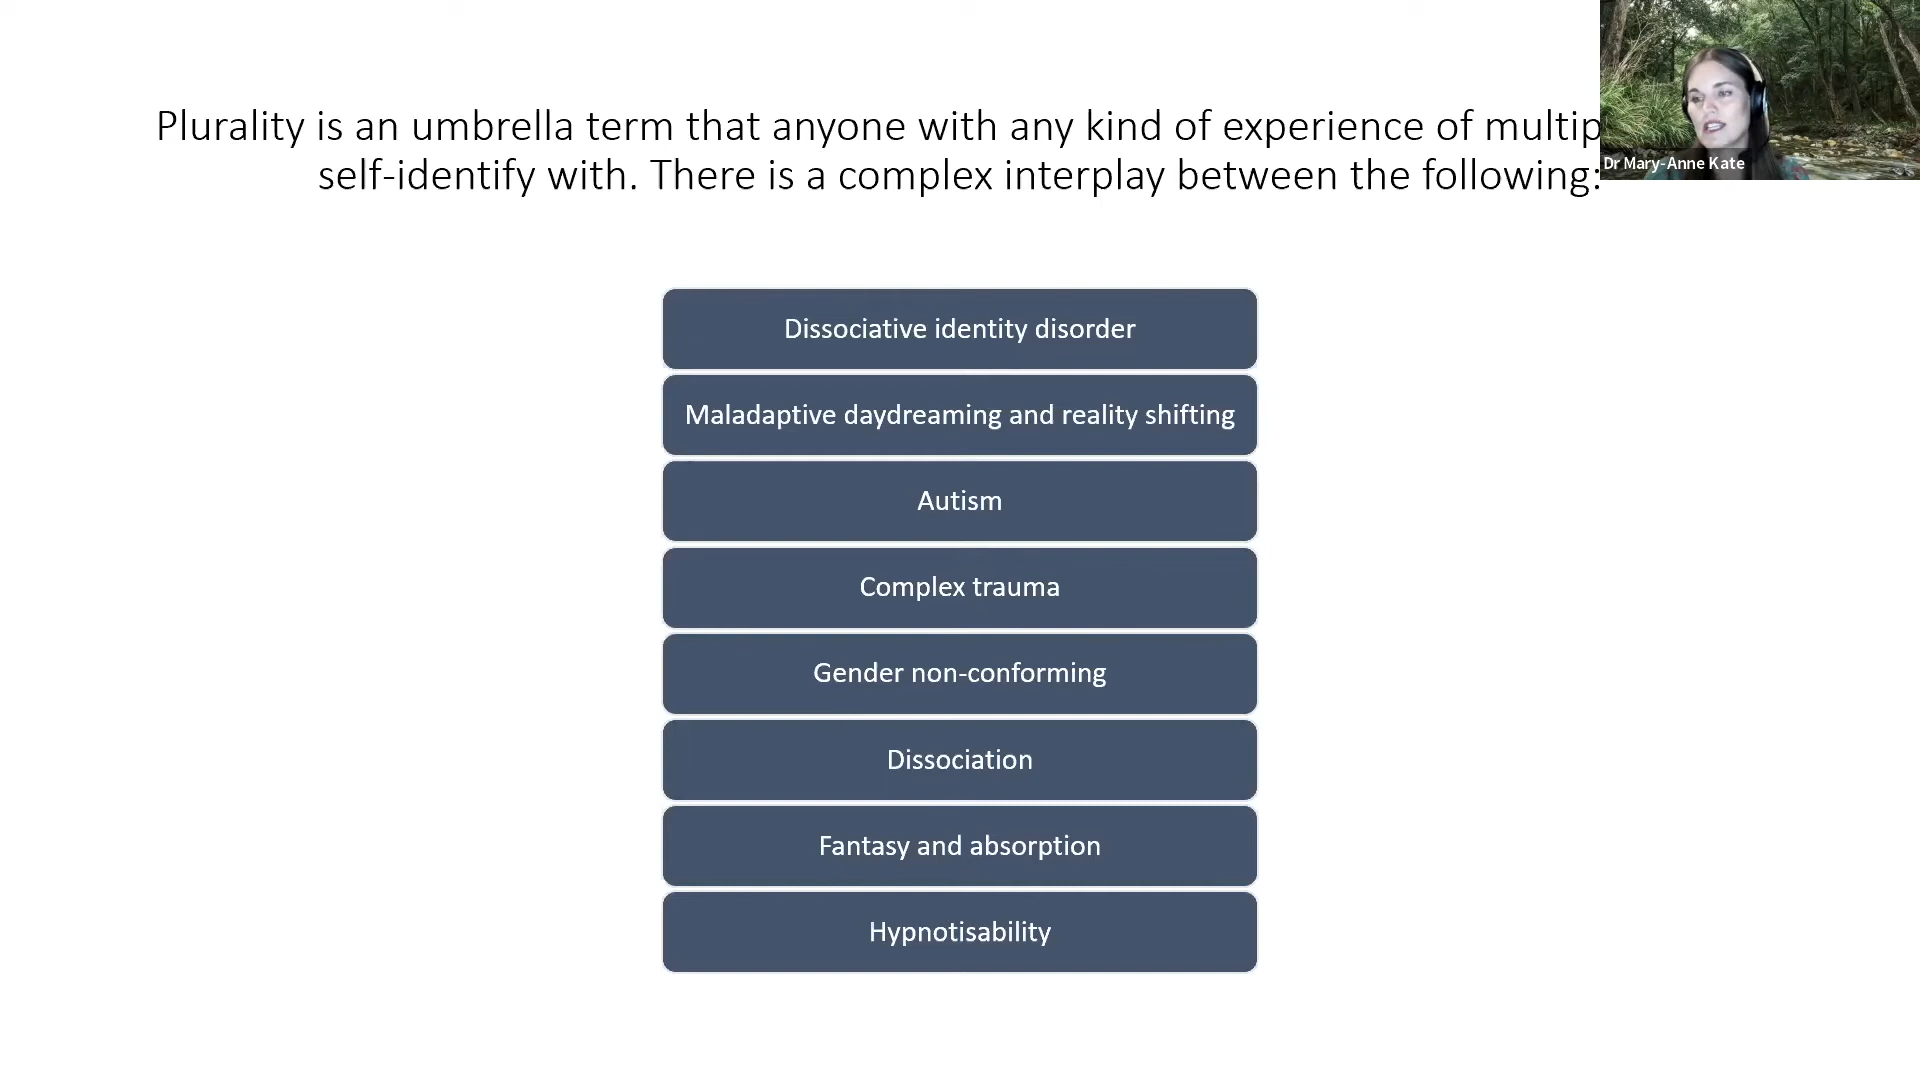 Plurality is an umbrella term that anyone with any kind of experience of
self-identify with. There is a complex interplay between the following:
Dr Mary-Anne Kate
Dissociative identity disorder
Maladaptive daydreaming and reality shifting
Autism
Complex trauma
Gender non-conforming
Dissociation
Fantasy and absorption
Hypnotisability